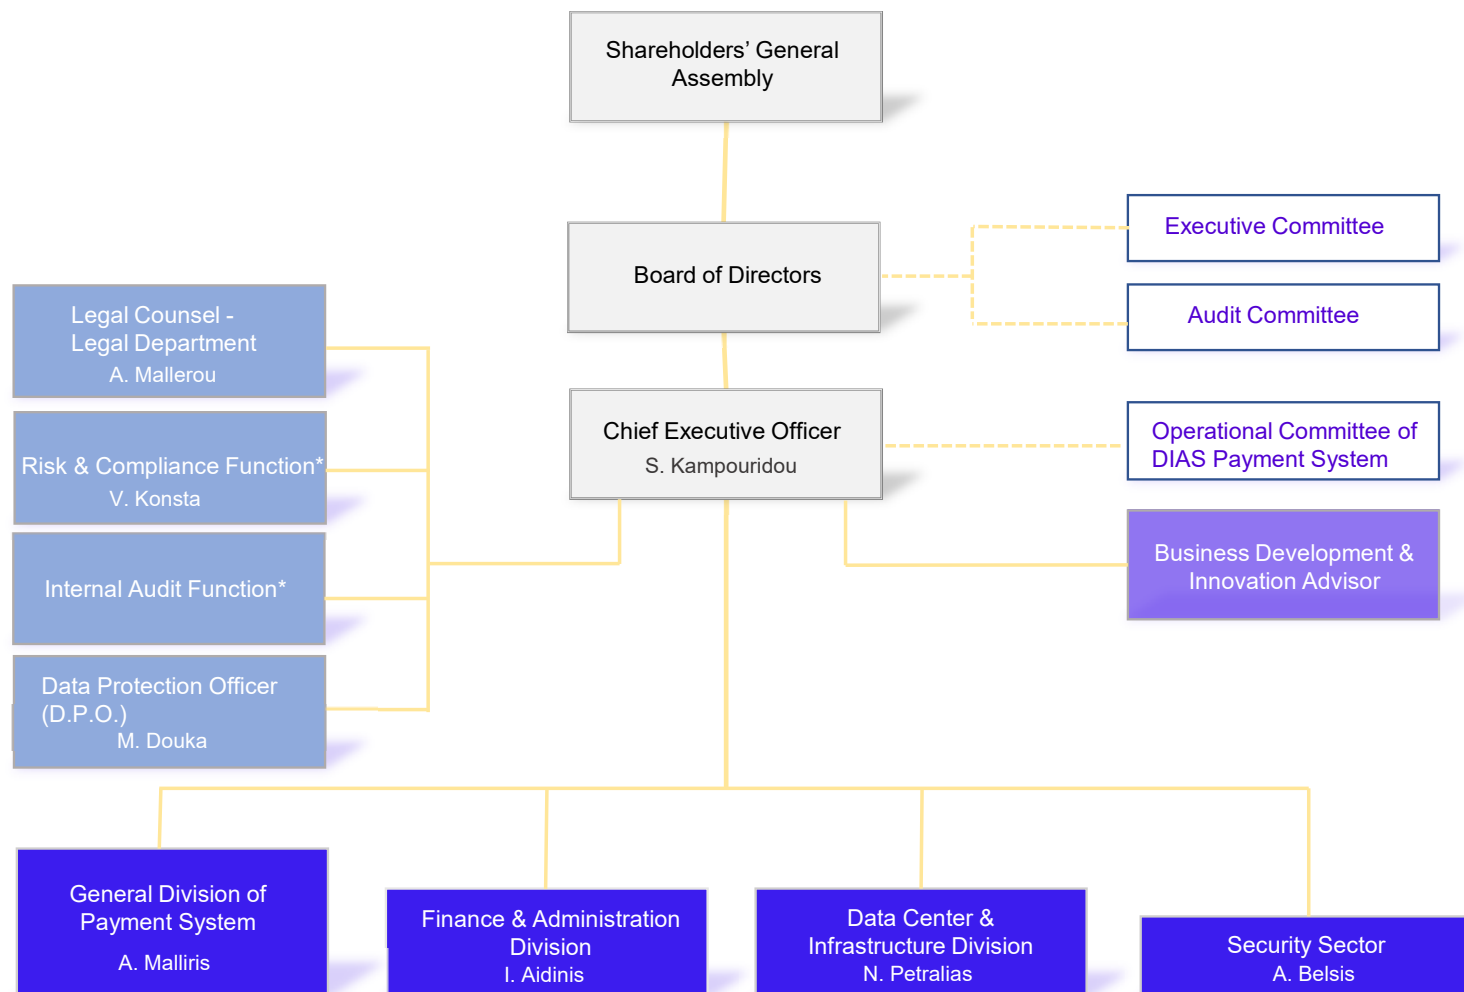 Shareholders’ General
Assembly
Board of Directors
Executive Committee
Audit Committee
Legal Counsel -
Legal Department
A. Mallerou
Chief Executive Officer
S. Kampouridou
Operational Committee of
DIAS Payment System
Risk & Compliance Function*
V. Konsta
Business Development &
Innovation Advisor
Internal Audit Function*
Data Protection Officer
(D.P.O.)
M. Douka
General Division of
Payment System
A. Malliris
Finance & Administration
Division
I. Aidinis
Data Center &
Infrastructure Division
N. Petralias
Security Sector
A. Belsis